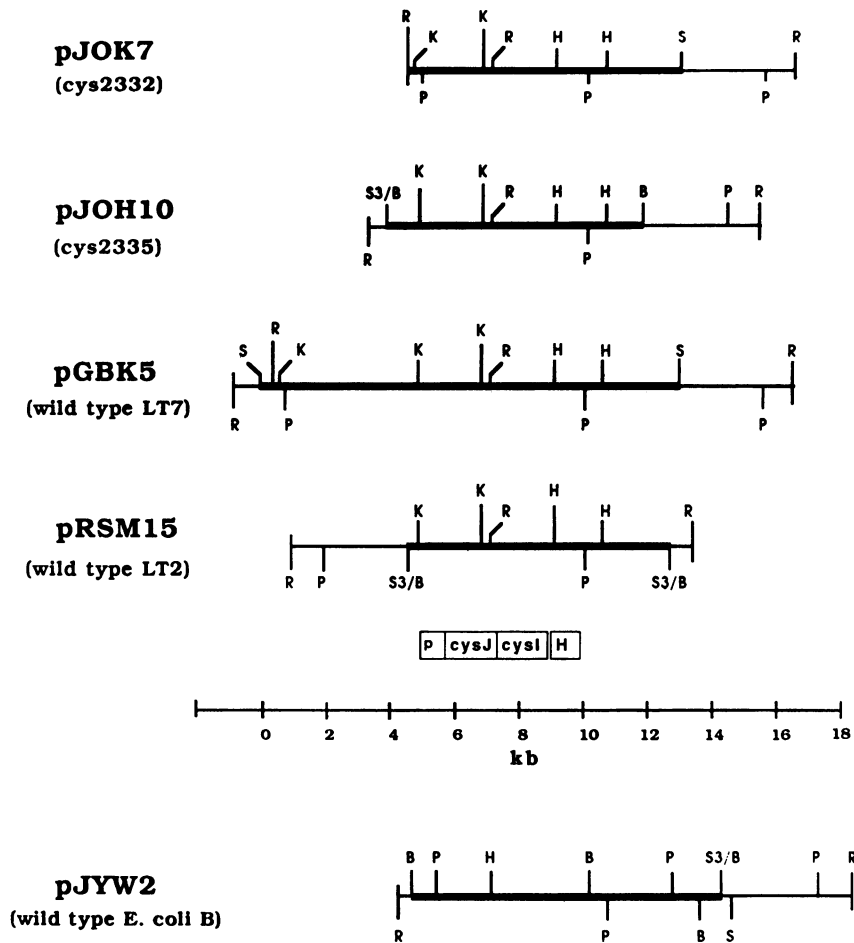 R K
K R H H S R
pJOK7
(cys2332)
P P P
K K
S3/B R H H B P R
pJOH10
(cys2335)
R P
R K
S K K R H H S R
pGBK5
(wild type LT7)
R P P P
K H
K R H R
pRSM15
(wild type LT2)
R P S3/B P S3/B
p cysJ cysI H
0 2 4 6 8 10 12 14 16 18
kb
B P H B P S3/B P R
pJYW2
(wild type E. coli B)
R P B S